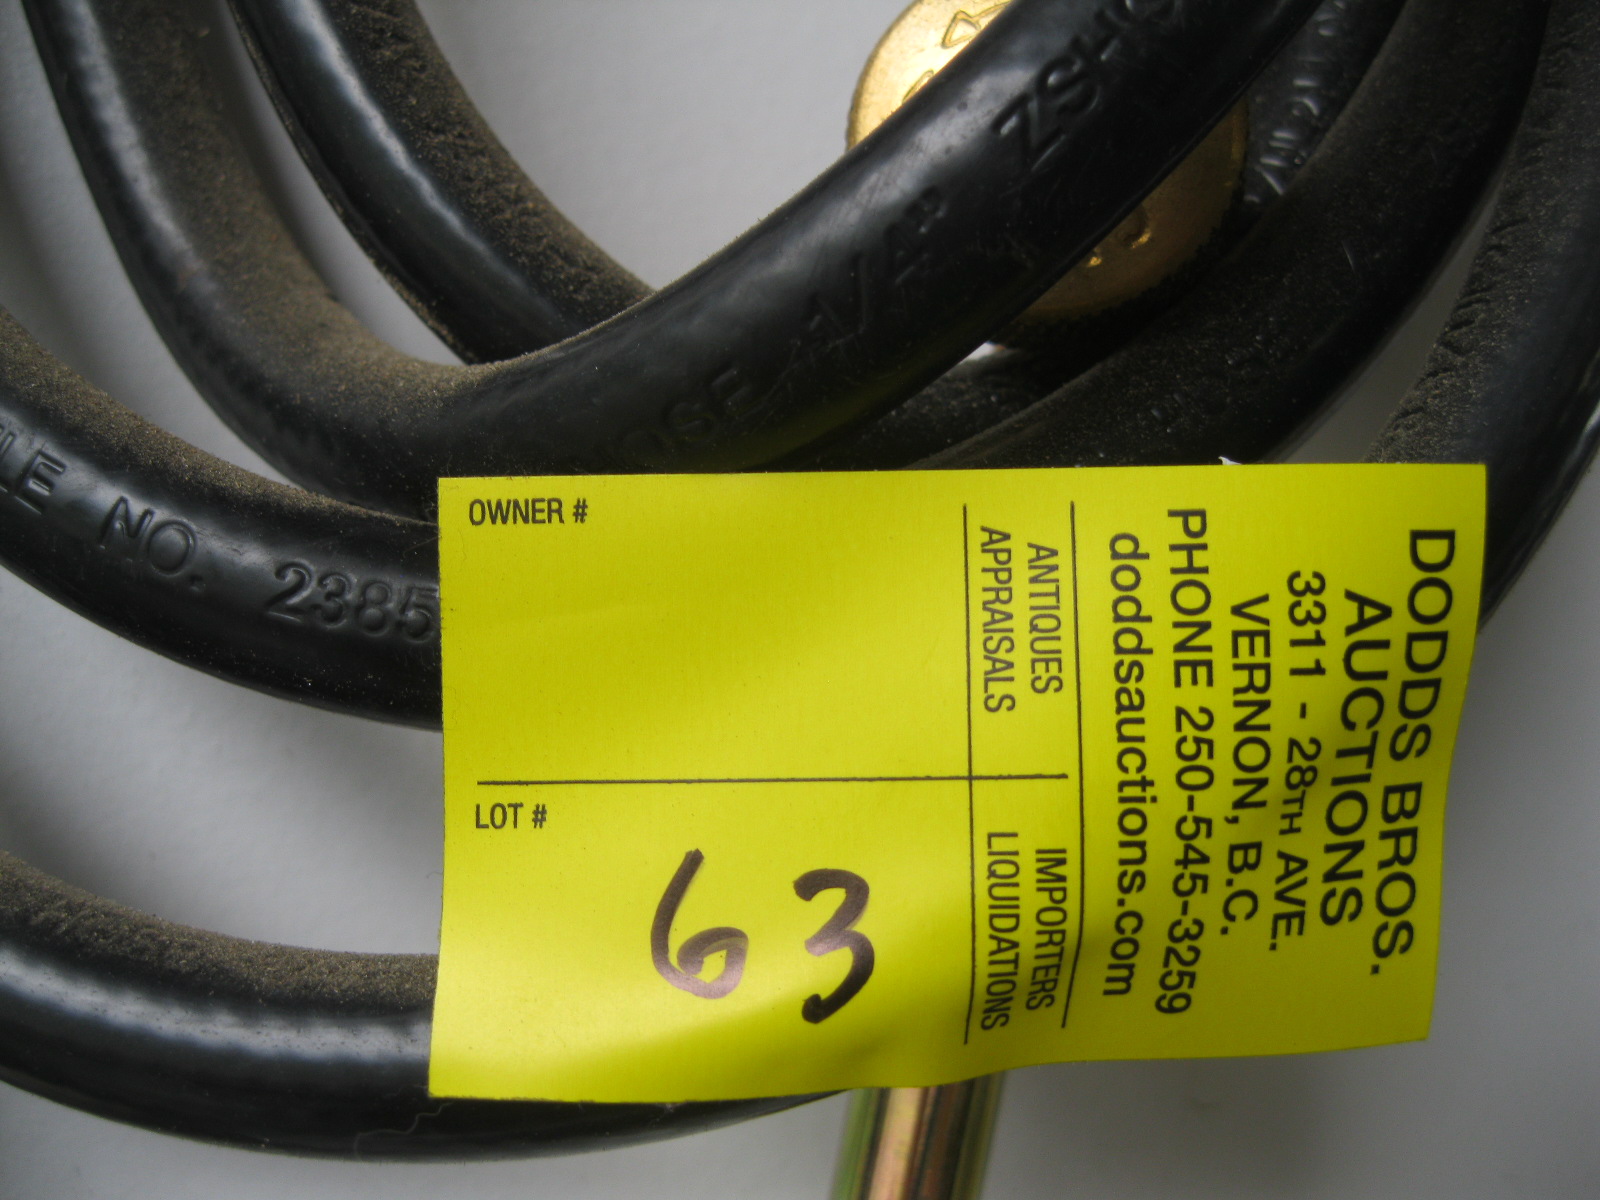 DODDS BROS.
AUCTIONS
3311 - 28TH AVE.
VERNON, B.C.
PHONE 250-545-3259
doddsauctions.com
ANTIQUES
APPRAISALS
IMPORTERS
LIQUIDATIONS
OWNER #
LOT #
63
HOSE
NO. 2385